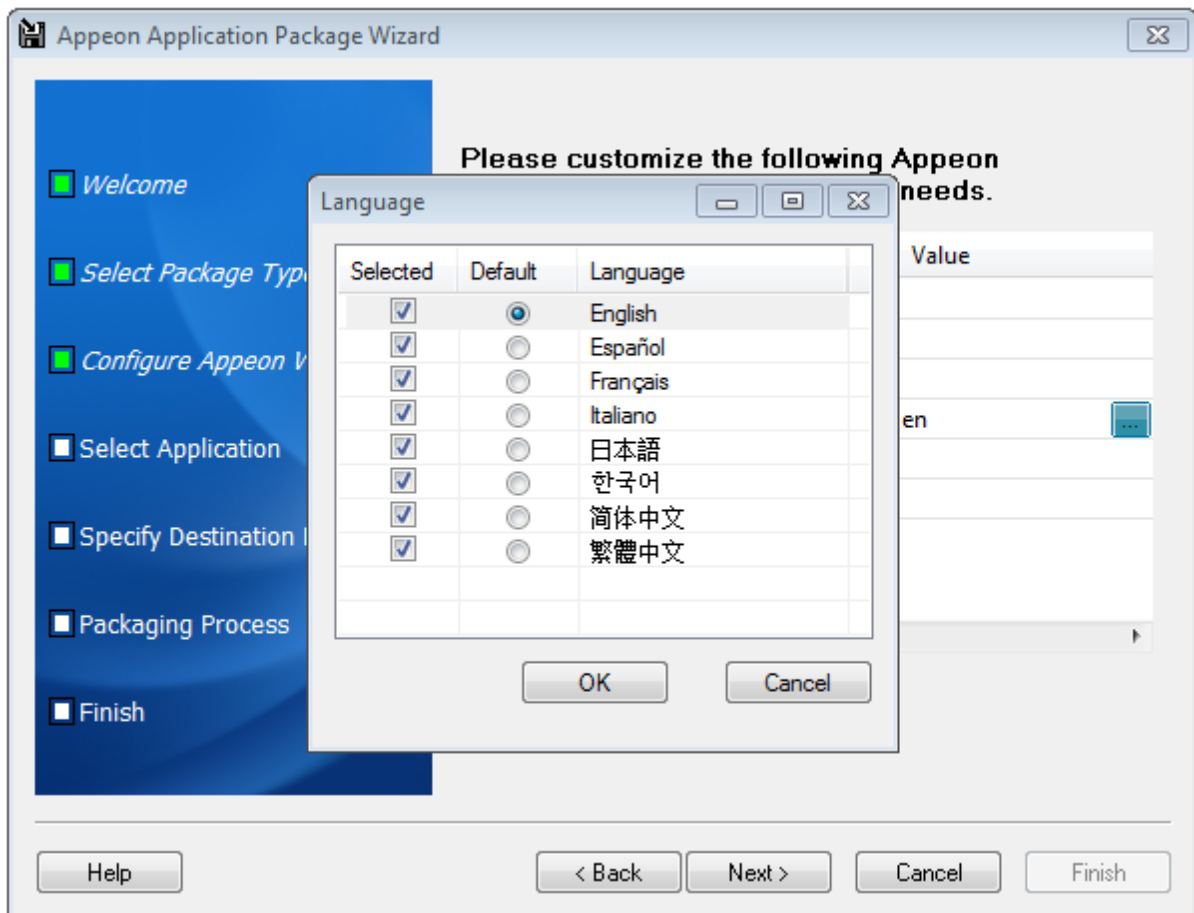 Appeon Application Package Wizard
Welcome
Select Package Typ
Configure Appeon
Select Application
Specify Destination
Packaging Process
Finish
Please customize the following Appeon
needs.
Value
en
...
Language
Selected Default Language
English
Español
Français
Italiano
日本語
한국어
简体中文
繁體中文
OK Cancel
Help < Back Next > Cancel Finish